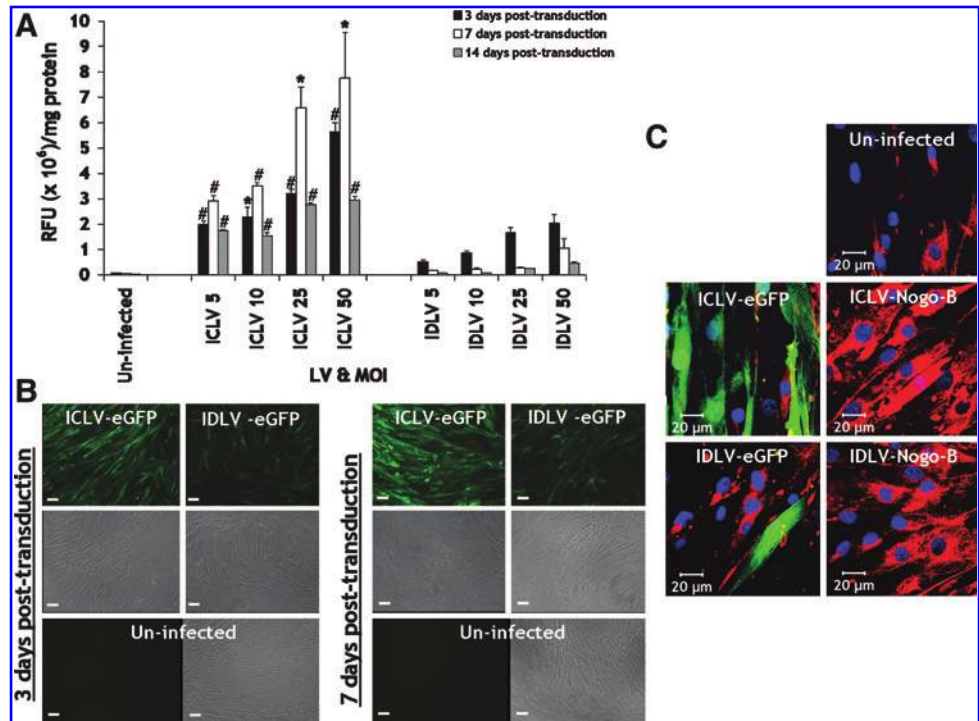 A
RFU (x 10⁶)/mg protein
10
9
8
7
6
5
4
3
2
1
0
3 days post-transduction
7 days post-transduction
14 days post-transduction
# # #
* # #
# * #
# * #
Un-infected
ICLV 5
ICLV 10
ICLV 25
ICLV 50
IDLV 5
IDLV 10
IDLV 25
IDLV 50
LV & MOI
B
3 days post-transduction
ICLV-eGFP
IDLV -eGFP
Un-infected
7 days post-transduction
ICLV-eGFP
IDLV -eGFP
Un-infected
C
Un-infected
20 µm
ICLV-eGFP
20 µm
ICLV-Nogo-B
20 µm
IDLV-eGFP
20 µm
IDLV-Nogo-B
20 µm